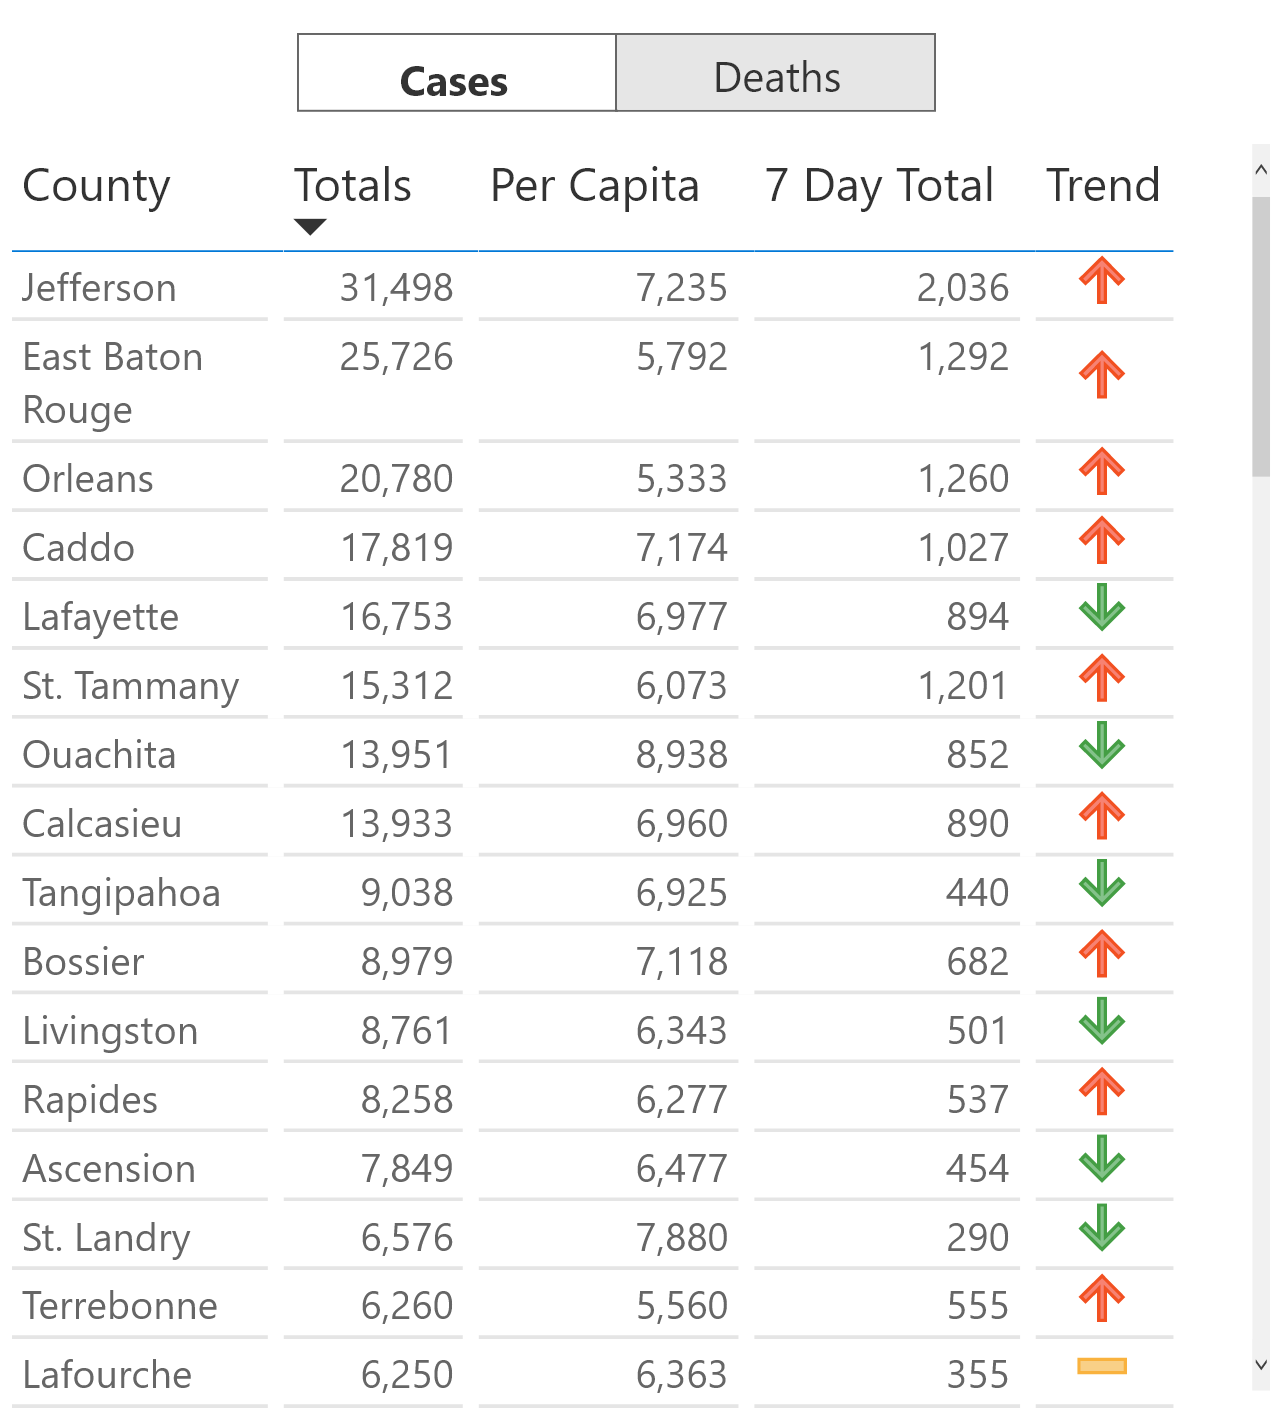 Cases Deaths
County Totals Per Capita 7 Day Total Trend
Jefferson 31,498 7,235 2,036
East Baton 25,726 5,792 1,292
Rouge
Orleans 20,780 5,333 1,260
Caddo 17,819 7,174 1,027
Lafayette 16,753 6,977 894
St. Tammany 15,312 6,073 1,201
Ouachita 13,951 8,938 852
Calcasieu 13,933 6,960 890
Tangipahoa 9,038 6,925 440
Bossier 8,979 7,118 682
Livingston 8,761 6,343 501
Rapides 8,258 6,277 537
Ascension 7,849 6,477 454
St. Landry 6,576 7,880 290
Terrebonne 6,260 5,560 555
Lafourche 6,250 6,363 355